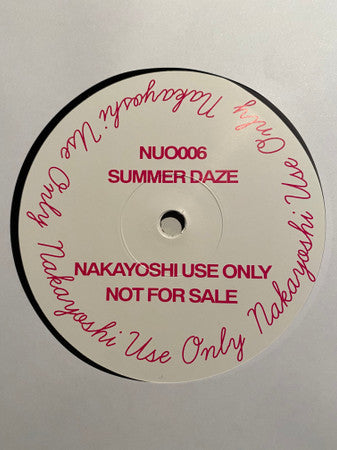 NUO006
SUMMER DAZE
NAKAYOSHI USE ONLY
NOT FOR SALE
Nakayoshi Use Only Nakayoshi Use Only Nakayoshi Use Only